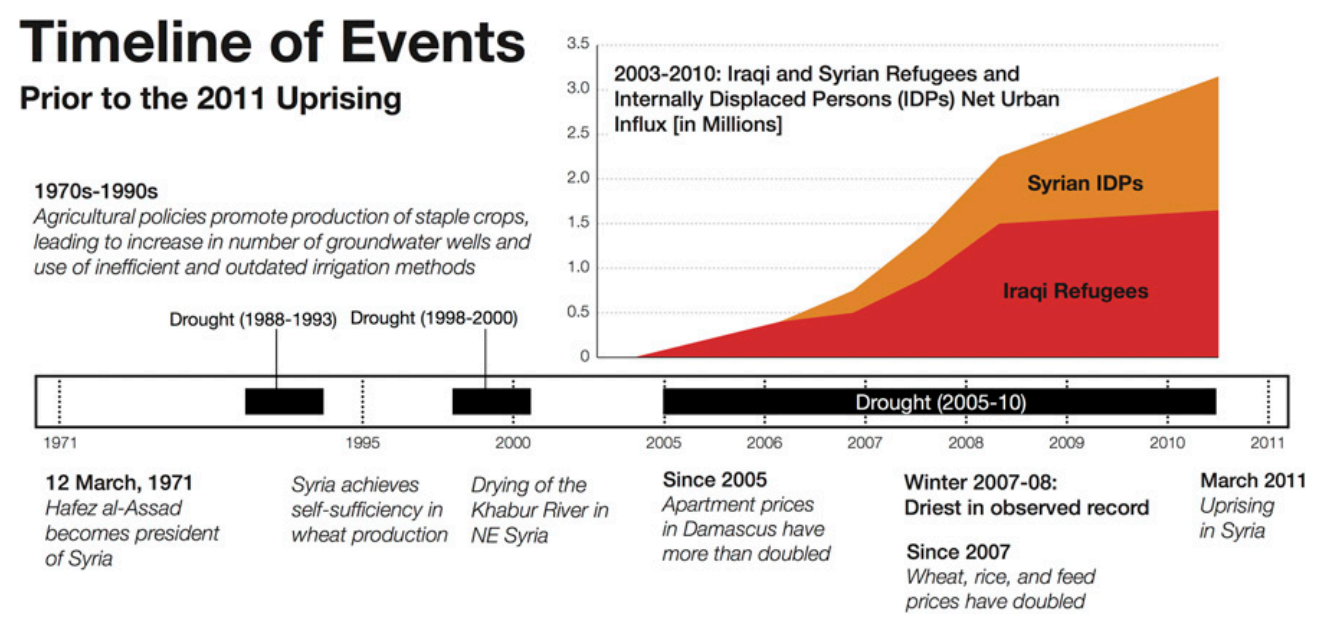 Timeline of Events
Prior to the 2011 Uprising
1970s-1990s
Agricultural policies promote production of staple crops,
leading to increase in number of groundwater wells and
use of inefficient and outdated irrigation methods
3.5
3.0
2.5
2.0
1.5
1.0
0.5
0
2003-2010: Iraqi and Syrian Refugees and
Internally Displaced Persons (IDPs) Net Urban
Influx [in Millions]
Syrian IDPs
Iraqi Refugees
Drought (1988-1993)
Drought (1998-2000)
Drought (2005-10)
1971
1995
2000
2005
2006
2007
2008
2009
2010
2011
12 March, 1971
Hafez al-Assad
becomes president
of Syria
Syria achieves
self-sufficiency in
wheat production
Drying of the
Khabur River in
NE Syria
Since 2005
Apartment prices
in Damascus have
more than doubled
Winter 2007-08:
Driest in observed record
Since 2007
Wheat, rice, and feed
prices have doubled
March 2011
Uprising
in Syria